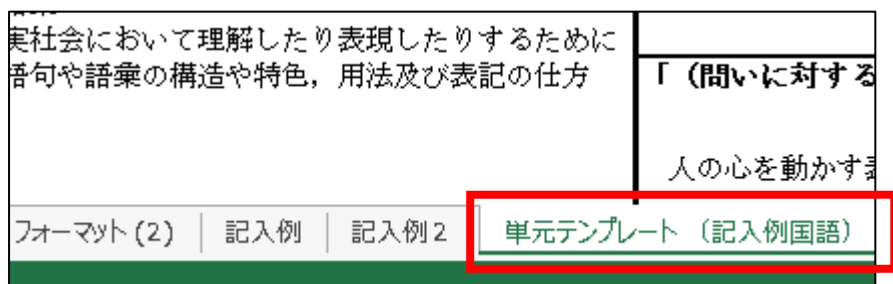 実社会において理解したり表現したりするために
語句や語彙の構造や特色，用法及び表記の仕方
「（問いに対する
人の心を動かす
フォーマット (2)
記入例
記入例２
単元テンプレート （記入例国語）